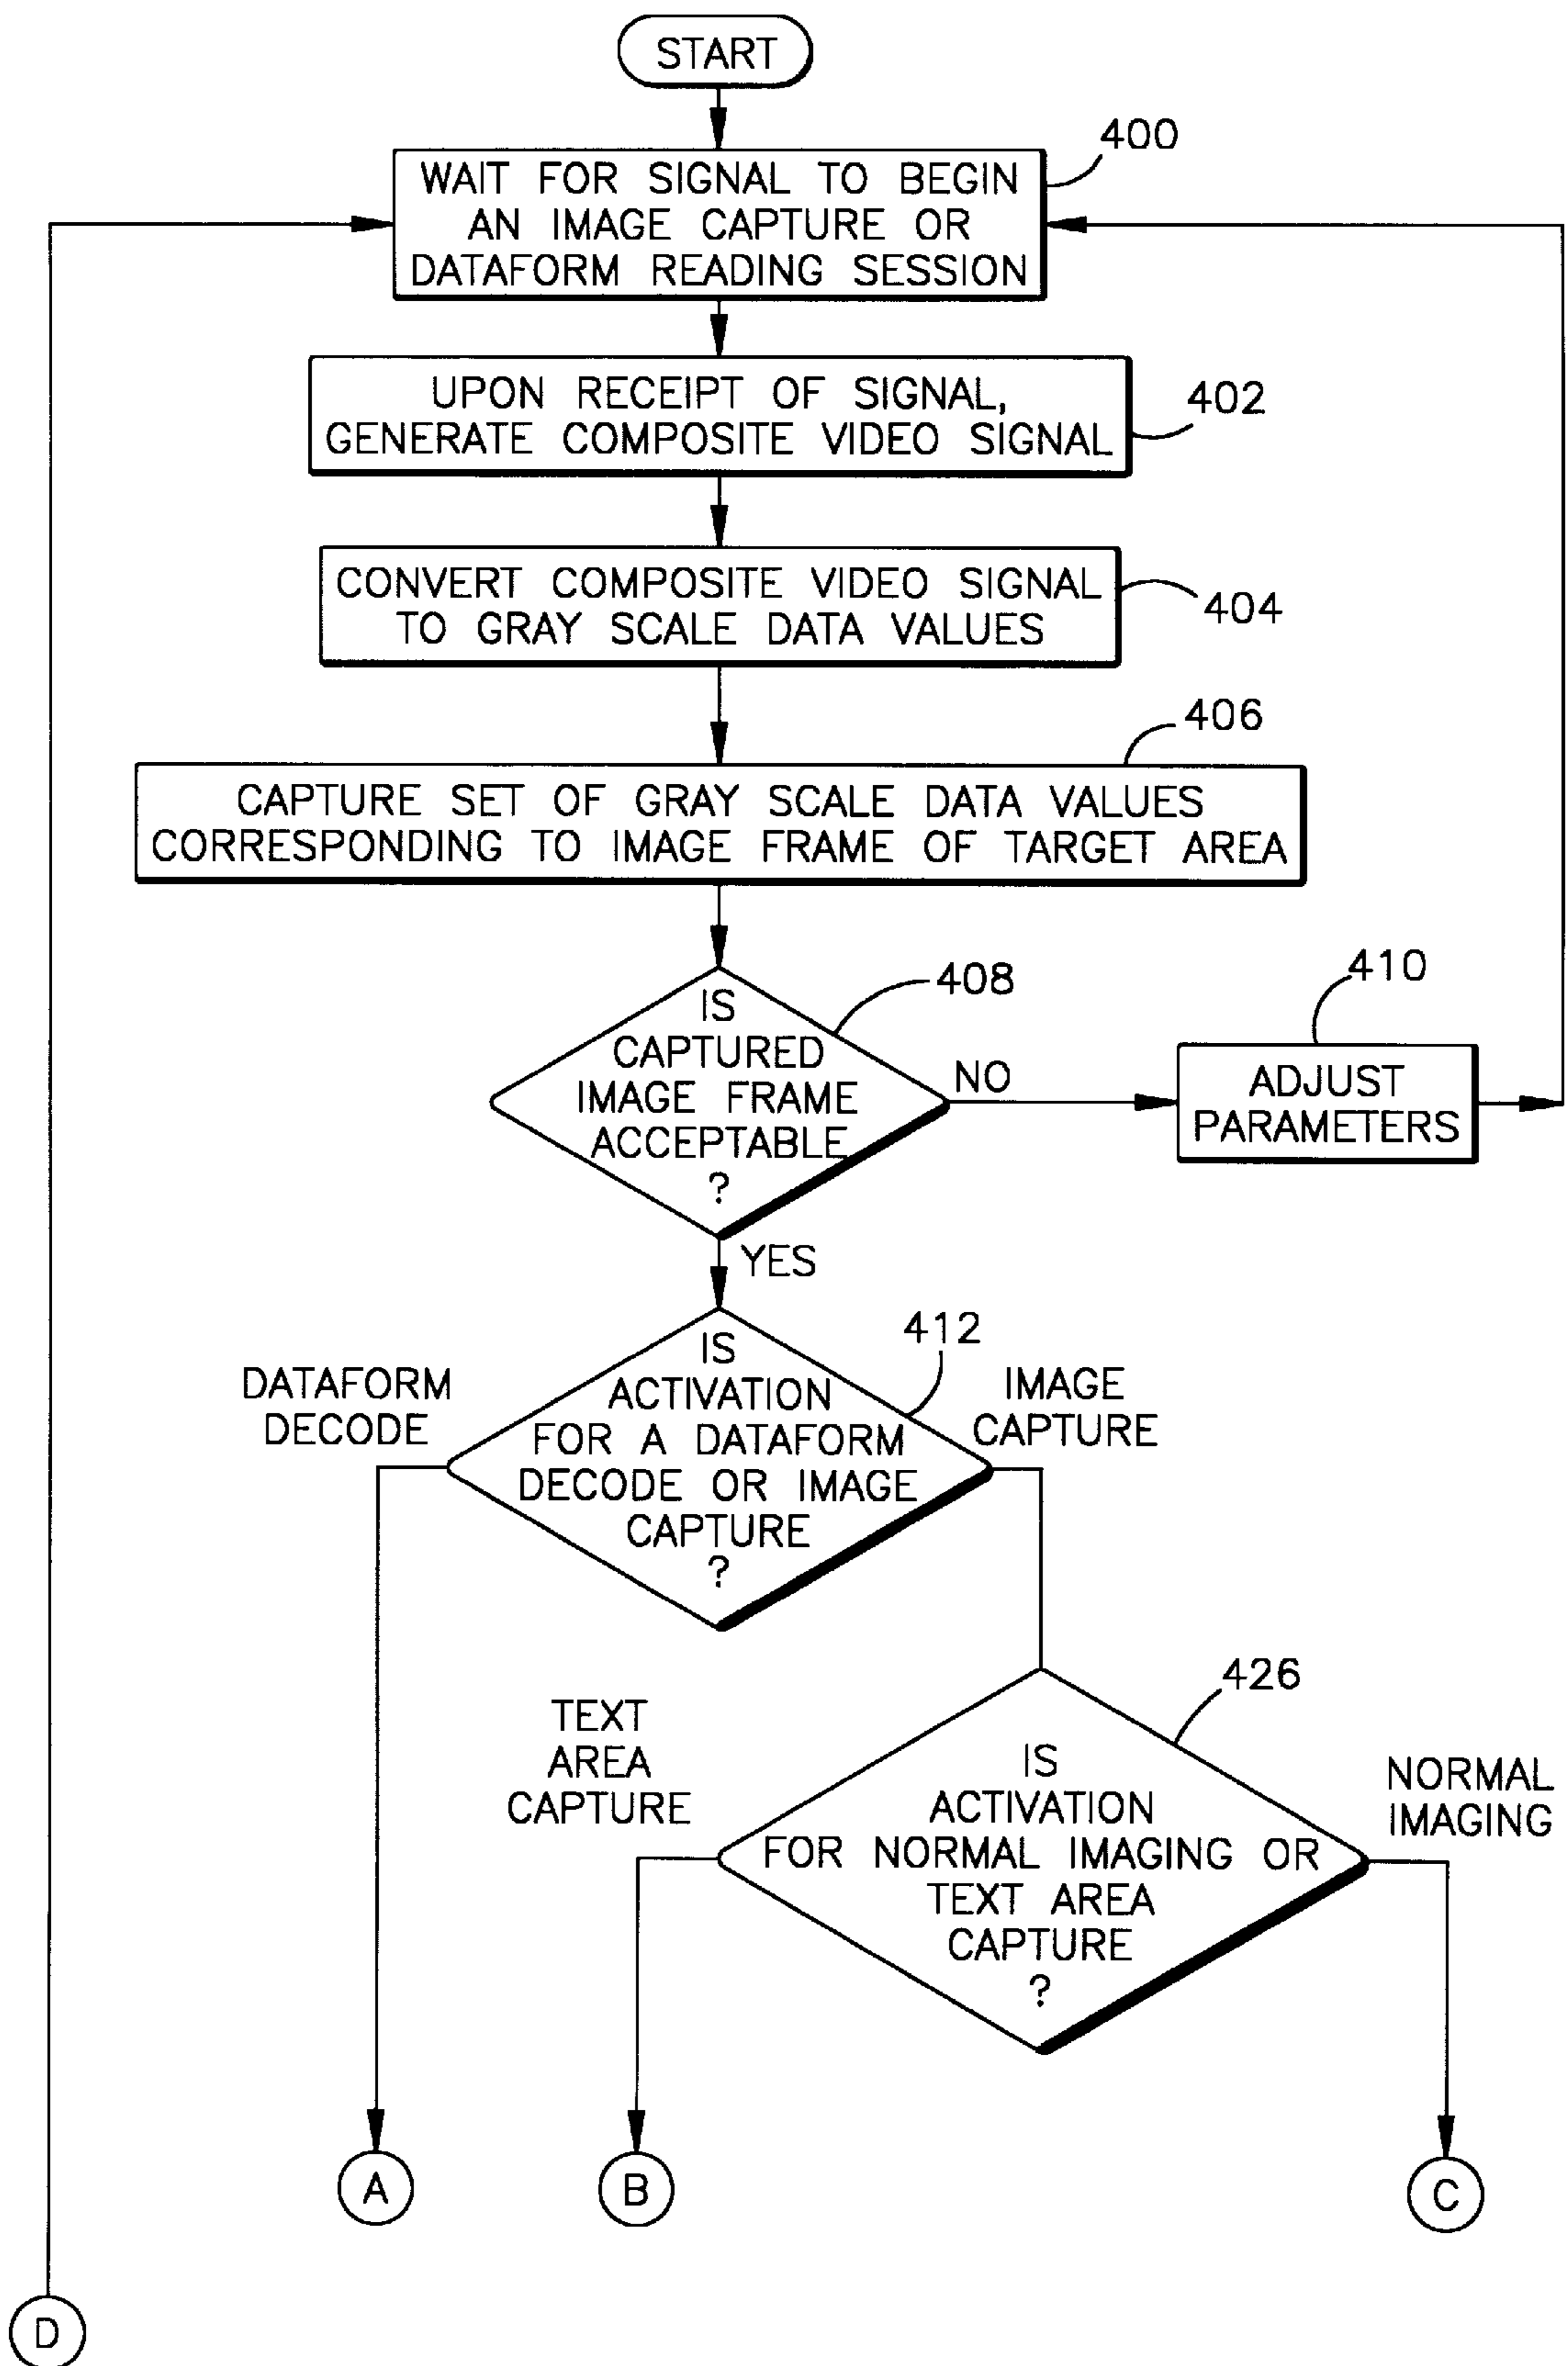 START
400
WAIT FOR SIGNAL TO BEGIN
AN IMAGE CAPTURE OR
DATAFORM READING SESSION
UPON RECEIPT OF SIGNAL,
GENERATE COMPOSITE VIDEO SIGNAL
402
CONVERT COMPOSITE VIDEO SIGNAL
TO GRAY SCALE DATA VALUES
404
406
CAPTURE SET OF GRAY SCALE DATA VALUES
CORRESPONDING TO IMAGE FRAME OF TARGET AREA
408
IS
CAPTURED
IMAGE FRAME
ACCEPTABLE
?
NO
410
ADJUST
PARAMETERS
YES
412
IS
ACTIVATION
FOR A DATAFORM
DECODE OR IMAGE
CAPTURE
?
DATAFORM
DECODE
IMAGE
CAPTURE
426
IS
ACTIVATION
FOR NORMAL IMAGING OR
TEXT AREA
CAPTURE
?
TEXT
AREA
CAPTURE
NORMAL
IMAGING
A
B
C
D